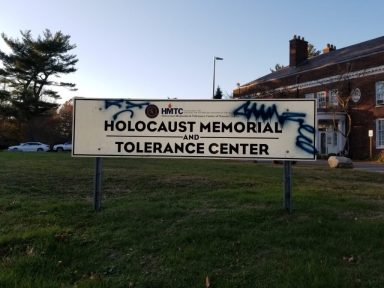 HMTC
HOLOCAUST MEMORIAL
AND
TOLERANCE CENTER